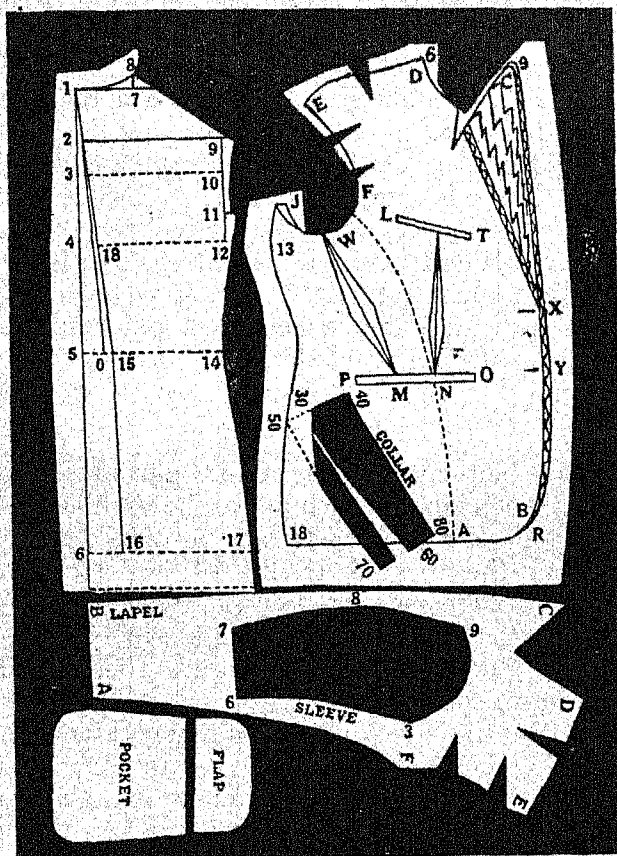 8
1
7
2
9
3
10
11
4
18
12
5
0
15
14
16
17
6
6
D
C
9
E
F
J
13
W
L
T
X
Y
P
M
N
O
30
40
50
COLLAR
18
80
A
B
R
70
60
B
LAPEL
8
C
7
9
A
6
SLEEVE
3
F
D
E
POCKET
FLAP